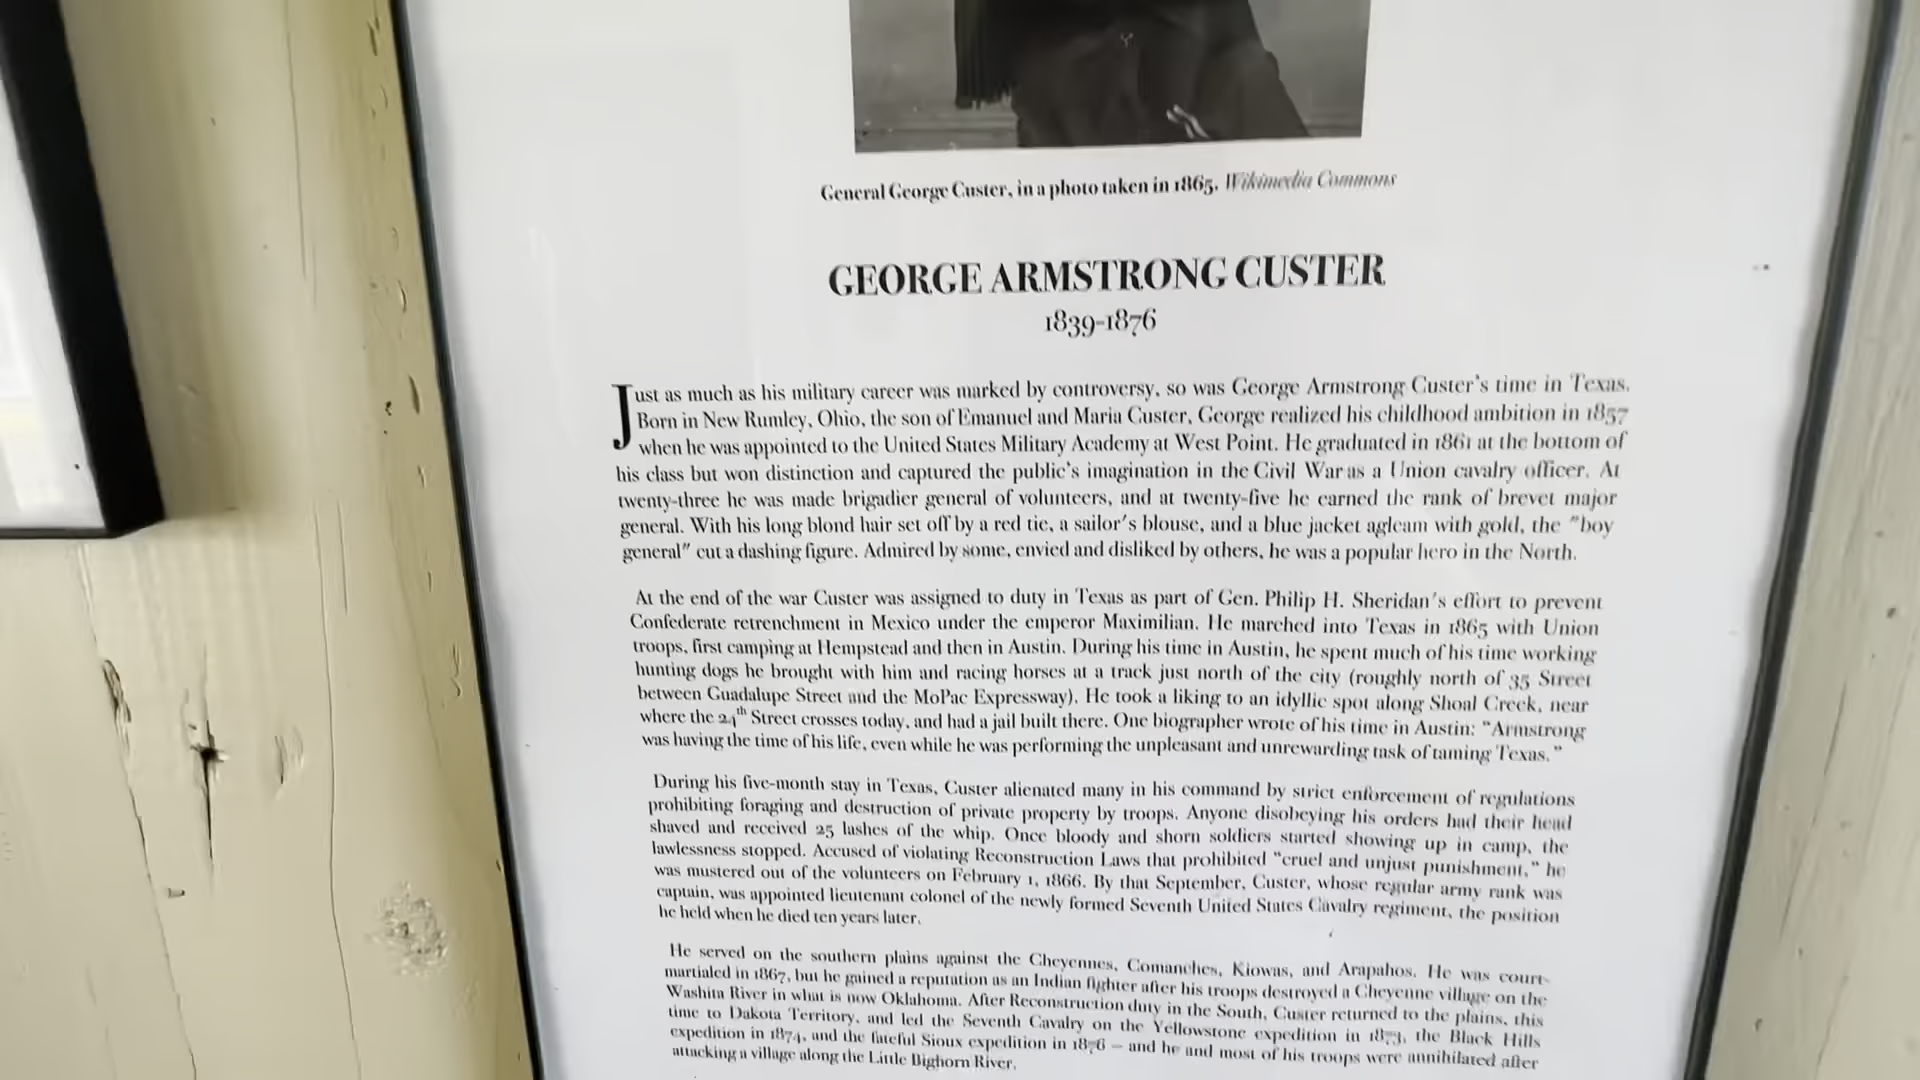 General George Custer, in a photo taken in 1865. Wikimedia Commons
GEORGE ARMSTRONG CUSTER
1839-1876
Just as much as his military career was marked by controversy, so was George Armstrong Custer's time in Texas.
Born in New Rumley, Ohio, the son of Emanuel and Maria Custer, George realized his childhood ambition in 1857
when he was appointed to the United States Military Academy at West Point. He graduated in 1861 at the bottom of
his class but won distinction and captured the public's imagination in the Civil War as a Union cavalry officer. At
twenty-three he was made brigadier general of volunteers, and at twenty-five he earned the rank of brevet major
general. With his long blond hair set off by a red tie, a sailor's blouse, and a blue jacket agleam with gold, the "boy
general" cut a dashing figure. Admired by some, envied and disliked by others, he was a popular hero in the North.
At the end of the war Custer was assigned to duty in Texas as part of Gen. Philip H. Sheridan's effort to prevent
Confederate retrenchment in Mexico under the emperor Maximilian. He marched into Texas in 1865 with Union
troops, first camping at Hempstead and then in Austin. During his time in Austin, he spent much of his time working
hunting dogs he brought with him and racing horses at a track just north of the city (roughly north of 35 Street
between Guadalupe Street and the MoPac Expressway). He took a liking to an idyllic spot along Shoal Creek, near
where the 24th Street crosses today, and had a jail built there. One biographer wrote of his time in Austin: "Armstrong
was having the time of his life, even while he was performing the unpleasant and unrewarding task of taming Texas."
During his five-month stay in Texas, Custer alienated many in his command by strict enforcement of regulations
prohibiting foraging and destruction of private property by troops. Anyone disobeying his orders had their head
shaved and received 25 lashes of the whip. Once bloody and shorn soldiers started showing up in camp, the
lawlessness stopped. Accused of violating Reconstruction Laws that prohibited "cruel and unjust punishment," he
was mustered out of the volunteers on February 1, 1866. By that September, Custer, whose regular army rank was
captain, was appointed lieutenant colonel of the newly formed Seventh United States Cavalry regiment, the position
he held when he died ten years later.
He served on the southern plains against the Cheyennes, Comanches, Kiowas, and Arapahos. He was court-
martialed in 1867, but he gained a reputation as an Indian fighter after his troops destroyed a Cheyenne village on the
Washita River in what is now Oklahoma. After Reconstruction duty in the South, Custer returned to the plains, this
time to Dakota Territory, and led the Seventh Cavalry on the Yellowstone expedition in 1873, the Black Hills
expedition in 1874, and the fateful Sioux expedition in 1876 – and he and most of his troops were annihilated after
attacking a village along the Little Bighorn River.